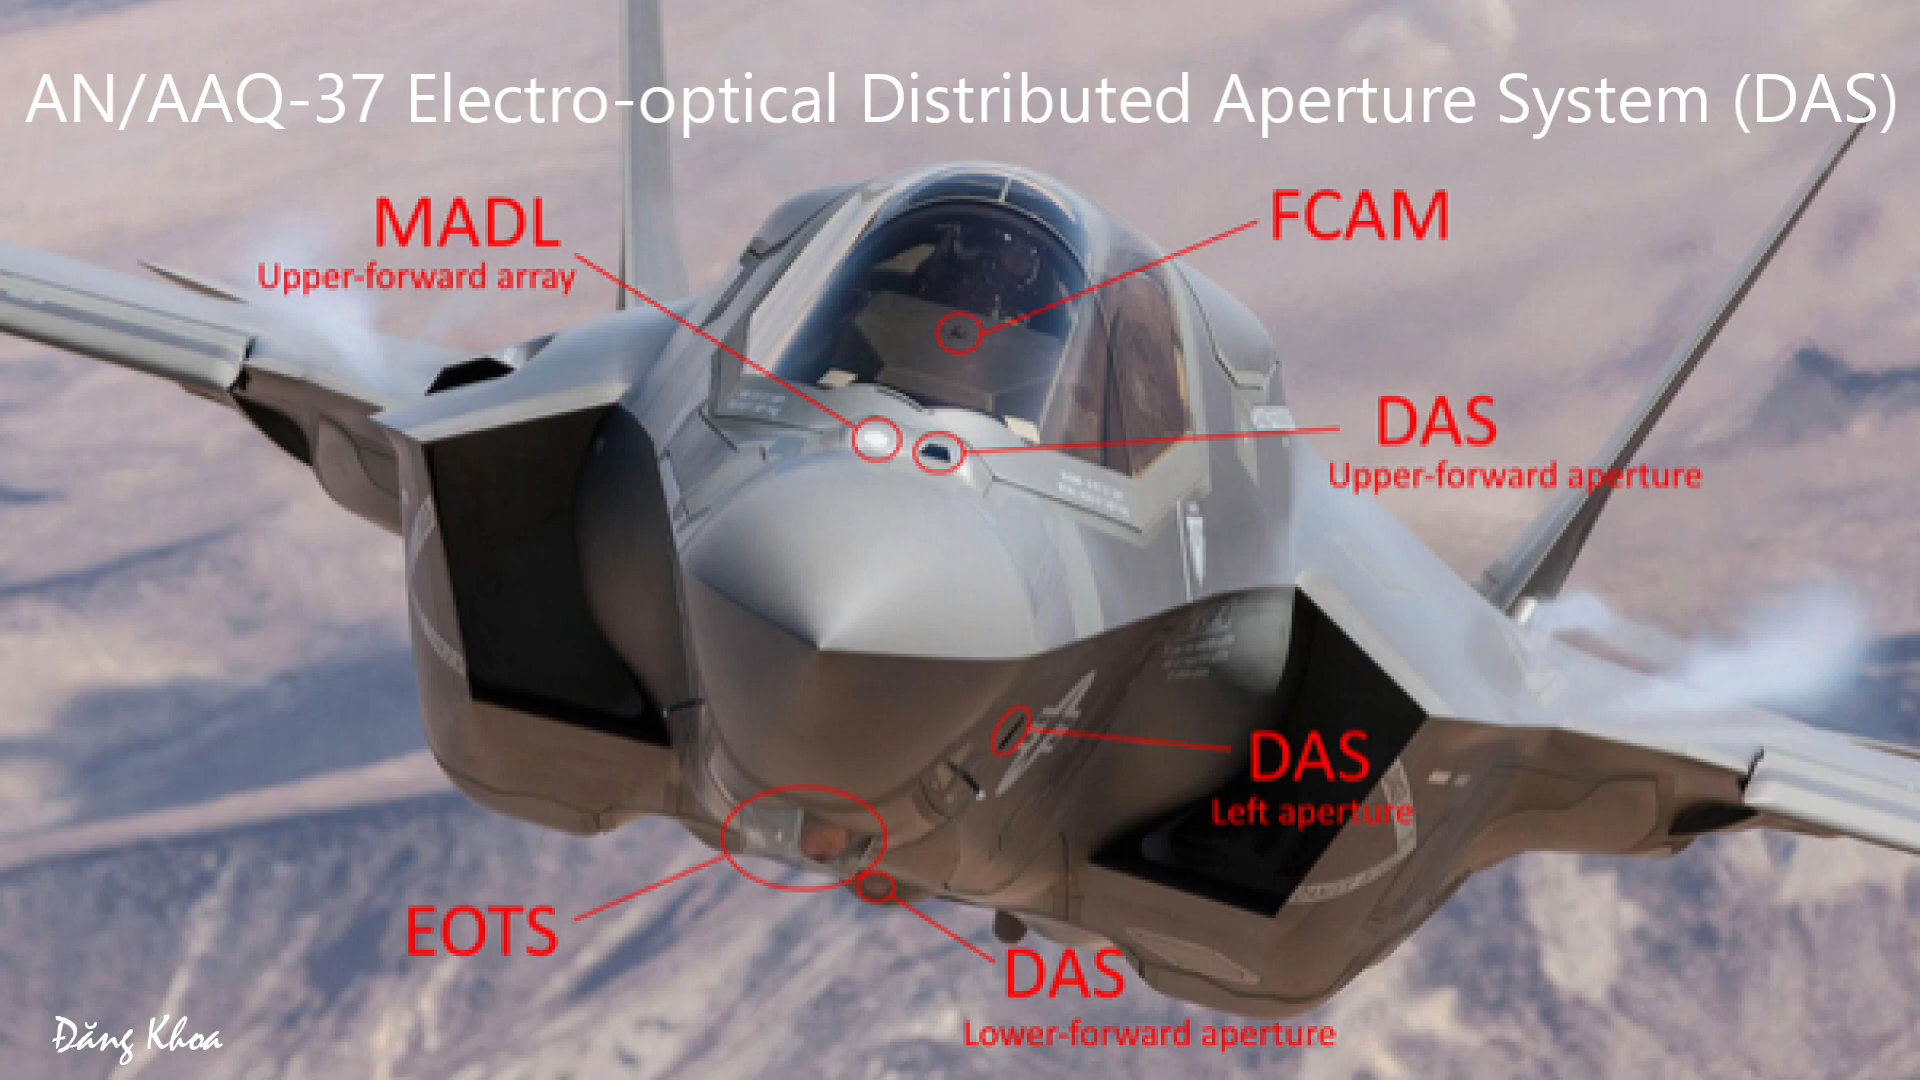 AN/AAQ-37 Electro-optical Distributed Aperture System (DAS)
MADL
Upper-forward array
FCAM
DAS
Upper-forward aperture
DAS
Left aperture
EOTS
DAS
Lower-forward aperture
Đăng Khoa